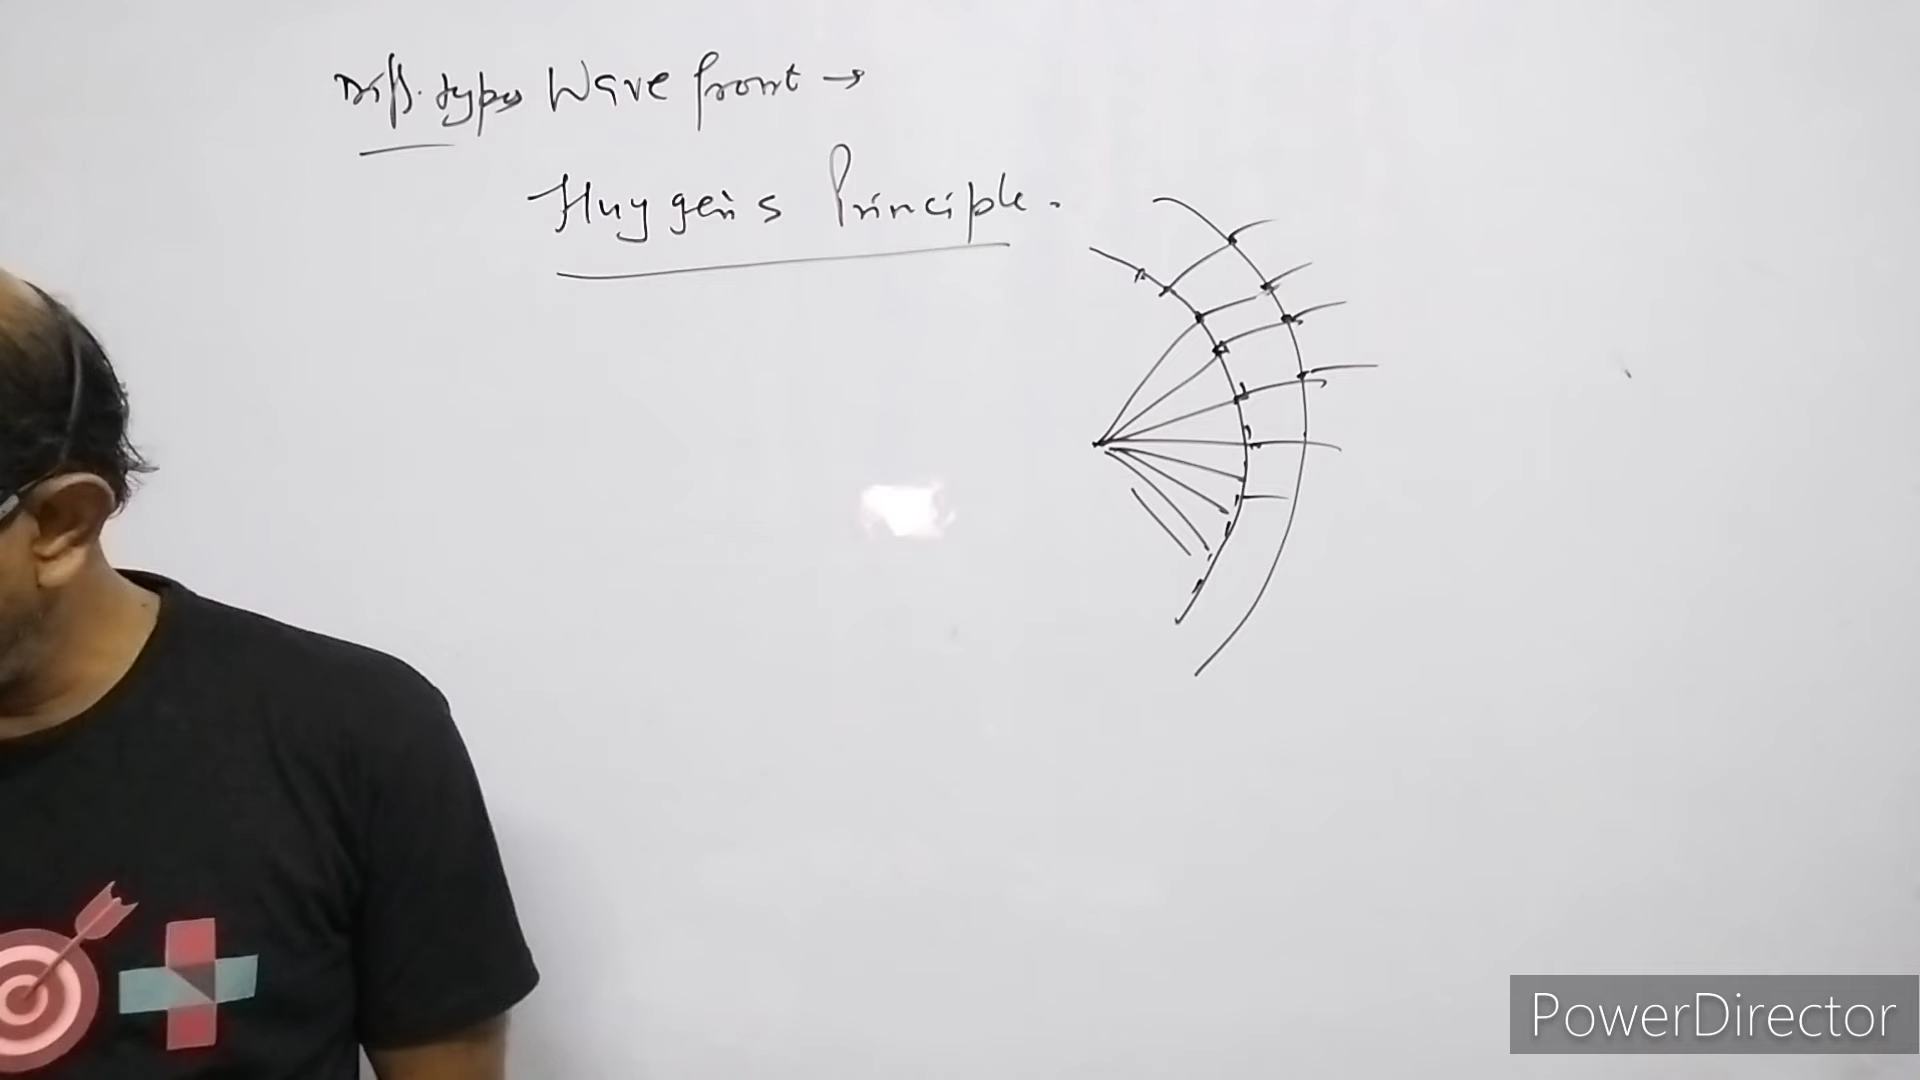 Diff. types Wave front →
Huygen's Principle.
PowerDirector